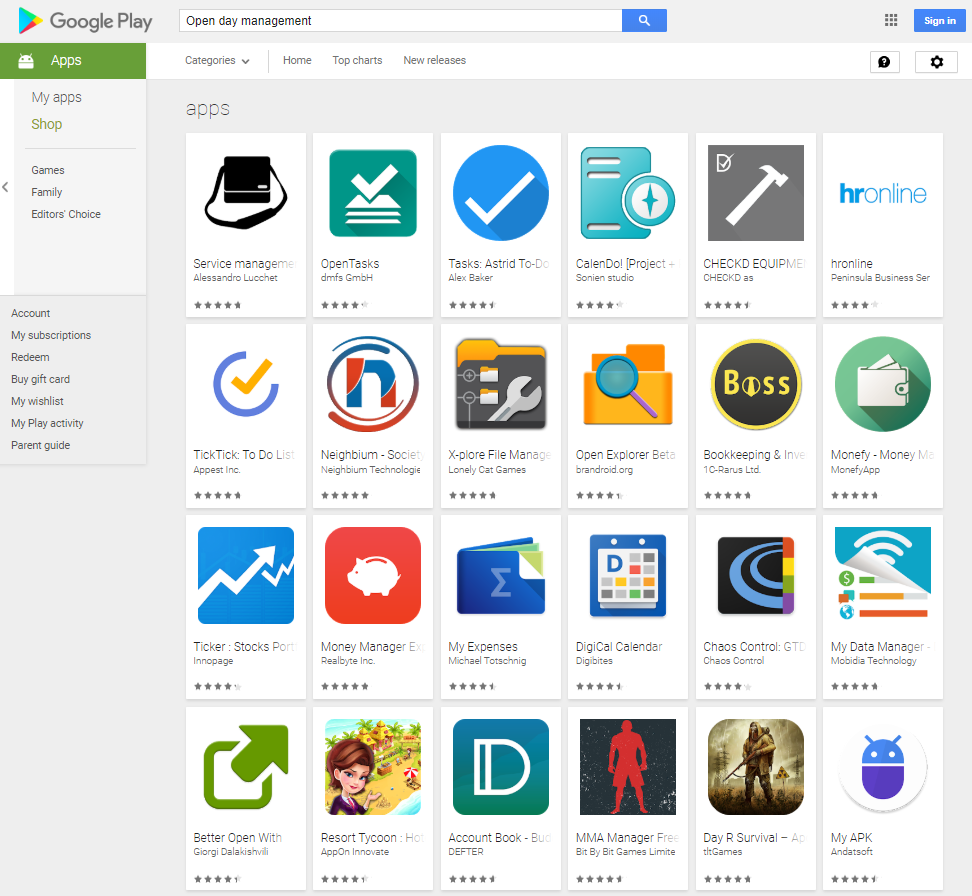 Google Play
Open day management
Sign in
Apps
Categories
Home
Top charts
New releases
My apps
Shop
Games
Family
Editors' Choice
Account
My subscriptions
Redeem
Buy gift card
My wishlist
My Play activity
Parent guide
apps
hronline
Service manageme
Alessandro Lucchet
OpenTasks
dmfs GmbH
Tasks: Astrid To-Do
Alex Baker
CalenDo! [Project +
Sonien studio
CHECKD EQUIPME
CHECKD as
hronline
Peninsula Business Ser
Boss
TickTick: To Do List
Appest Inc.
Neighbium - Society
Neighbium Technologie
X-plore File Manage
Lonely Cat Games
Open Explorer Beta
brandroid.org
Bookkeeping & Inve
1C-Rarus Ltd.
Monefy - Money Ma
MonefyApp
Σ
D
$
Ticker : Stocks Port
Innopage
Money Manager Ex
Realbyte Inc.
My Expenses
Michael Totschnig
DigiCal Calendar
Digibites
Chaos Control: GTD
Chaos Control
My Data Manager -
Mobidia Technology
D
Better Open With
Giorgi Dalakishvili
Resort Tycoon : Hot
AppOn Innovate
Account Book - Bud
DEFTER
MMA Manager Free
Bit By Bit Games Limite
Day R Survival – Ap
tltGames
My APK
Andatsoft